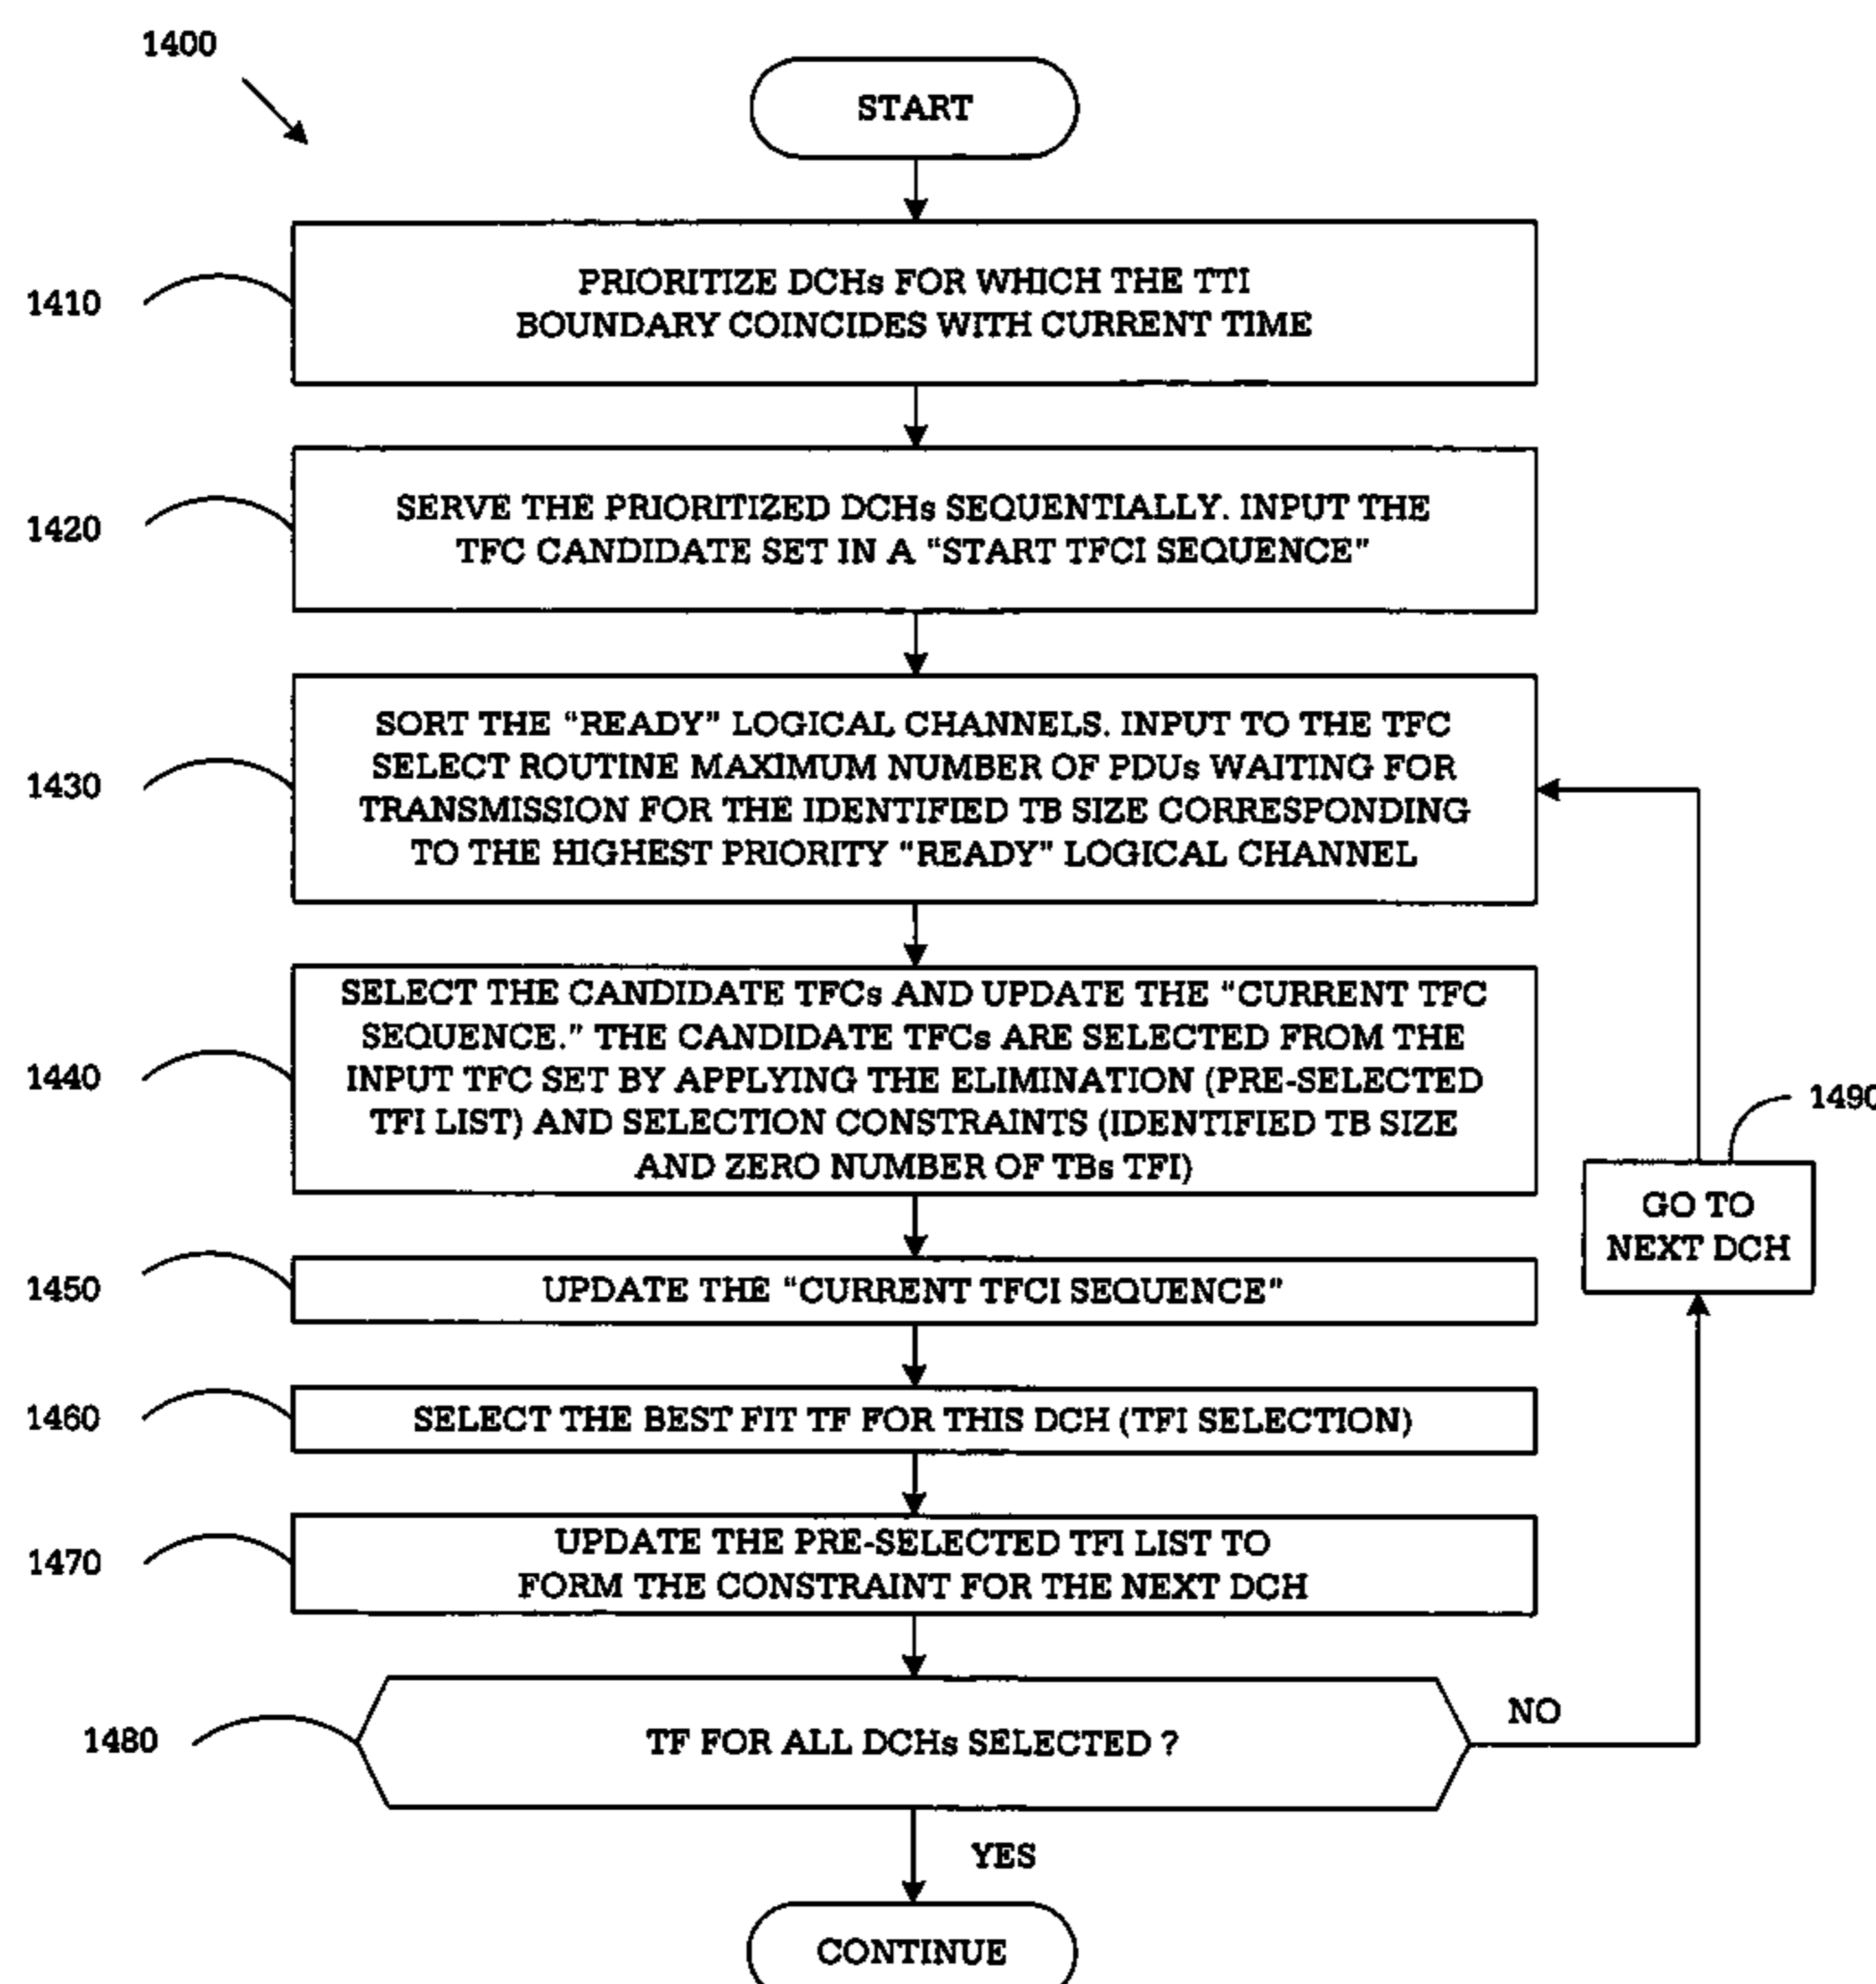 1400
START
1410
PRIORITIZE DCHs FOR WHICH THE TTI
BOUNDARY COINCIDES WITH CURRENT TIME
1420
SERVE THE PRIORITIZED DCHs SEQUENTIALLY. INPUT THE
TFC CANDIDATE SET IN A “START TFCI SEQUENCE”
1430
SORT THE “READY” LOGICAL CHANNELS. INPUT TO THE TFC
SELECT ROUTINE MAXIMUM NUMBER OF PDUs WAITING FOR
TRANSMISSION FOR THE IDENTIFIED TB SIZE CORRESPONDING
TO THE HIGHEST PRIORITY “READY” LOGICAL CHANNEL
1440
SELECT THE CANDIDATE TFCs AND UPDATE THE “CURRENT TFC
SEQUENCE.” THE CANDIDATE TFCs ARE SELECTED FROM THE
INPUT TFC SET BY APPLYING THE ELIMINATION (PRE-SELECTED
TFI LIST) AND SELECTION CONSTRAINTS (IDENTIFIED TB SIZE
AND ZERO NUMBER OF TBs TFI)
1490
GO TO
NEXT DCH
1450
UPDATE THE “CURRENT TFCI SEQUENCE”
1460
SELECT THE BEST FIT TF FOR THIS DCH (TFI SELECTION)
1470
UPDATE THE PRE-SELECTED TFI LIST TO
FORM THE CONSTRAINT FOR THE NEXT DCH
1480
TF FOR ALL DCHs SELECTED ?
NO
YES
CONTINUE